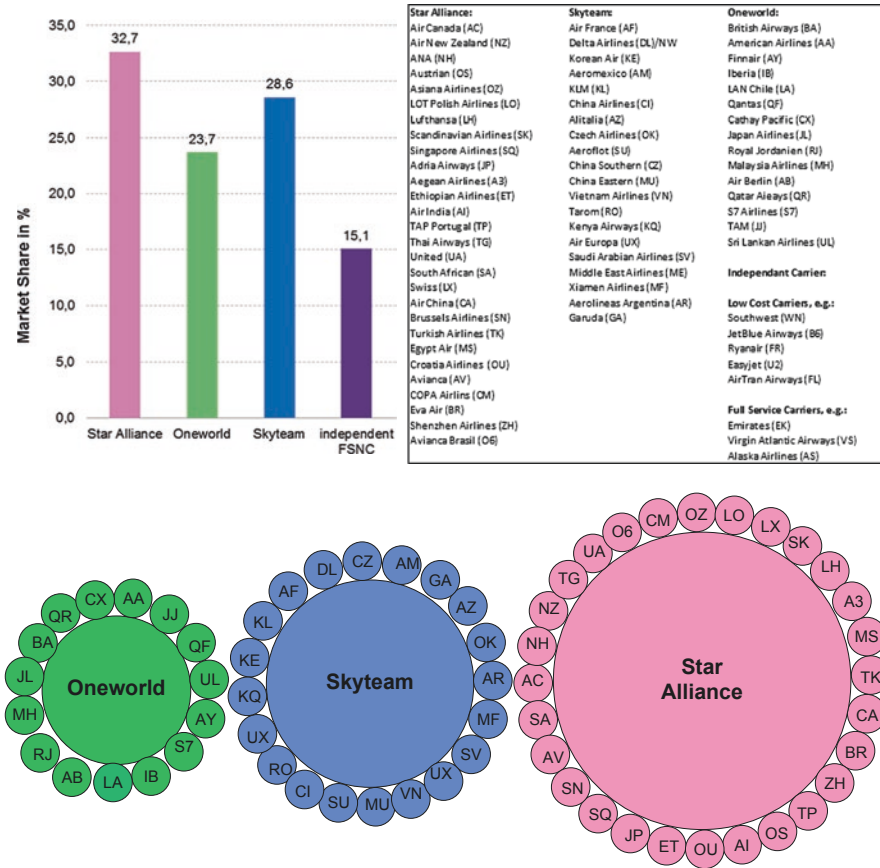 Market Share in %
35,0
30,0
25,0
20,0
15,0
10,0
5,0
0,0
32,7
23,7
28,6
15,1
Star Alliance
Oneworld
Skyteam
independent
FSNC
Star Alliance:
Air Canada (AC)
Air New Zealand (NZ)
ANA (NH)
Austrian (OS)
Asiana Airlines (OZ)
LOT Polish Airlines (LO)
Lufthansa (LH)
Scandinavian Airlines (SK)
Singapore Airlines (SQ)
Adria Airways (JP)
Aegean Airlines (A3)
Ethiopian Airlines (ET)
Air India (AI)
TAP Portugal (TP)
Thai Airways (TG)
United (UA)
South African (SA)
Swiss (LX)
Air China (CA)
Brussels Airlines (SN)
Turkish Airlines (TK)
Egypt Air (MS)
Croatia Airlines (OU)
Avianca (AV)
COPA Airlins (CM)
Eva Air (BR)
Shenzhen Airlines (ZH)
Avianca Brasil (O6)
Skyteam:
Air France (AF)
Delta Airlines (DL)/NW
Korean Air (KE)
Aeromexico (AM)
KLM (KL)
China Airlines (CI)
Alitalia (AZ)
Czech Airlines (OK)
Aeroflot (SU)
China Southern (CZ)
China Eastern (MU)
Vietnam Airlines (VN)
Tarom (RO)
Kenya Airways (KQ)
Air Europa (UX)
Saudi Arabian Airlines (SV)
Middle East Airlines (ME)
Xiamen Airlines (MF)
Aerolineas Argentina (AR)
Garuda (GA)
Oneworld:
British Airways (BA)
American Airlines (AA)
Finnair (AY)
Iberia (IB)
LAN Chile (LA)
Qantas (QF)
Cathay Pacific (CX)
Japan Airlines (JL)
Royal Jordanien (RJ)
Malaysia Airlines (MH)
Air Berlin (AB)
Qatar Aieays (QR)
S7 Airlines (S7)
TAM (JJ)
Sri Lankan Airlines (UL)
Independant Carrier:
Low Cost Carriers, e.g.:
Southwest (WN)
JetBlue Airways (B6)
Ryanair (FR)
Easyjet (U2)
AirTran Airways (FL)
Full Service Carriers, e.g.:
Emirates (EK)
Virgin Atlantic Airways (VS)
Alaska Airlines (AS)
Oneworld
CX
AA
JJ
QF
UL
AY
S7
IB
LA
AB
RJ
MH
JL
BA
QR
Skyteam
CZ
AM
GA
AZ
OK
AR
MF
SV
UX
VN
MU
SU
CI
RO
UX
KQ
KE
KL
AF
DL
Star
Alliance
OZ
LO
LX
SK
LH
A3
MS
TK
CA
BR
ZH
TP
OS
AI
OU
ET
JP
SQ
SN
AV
SA
AC
NH
NZ
TG
UA
O6
CM